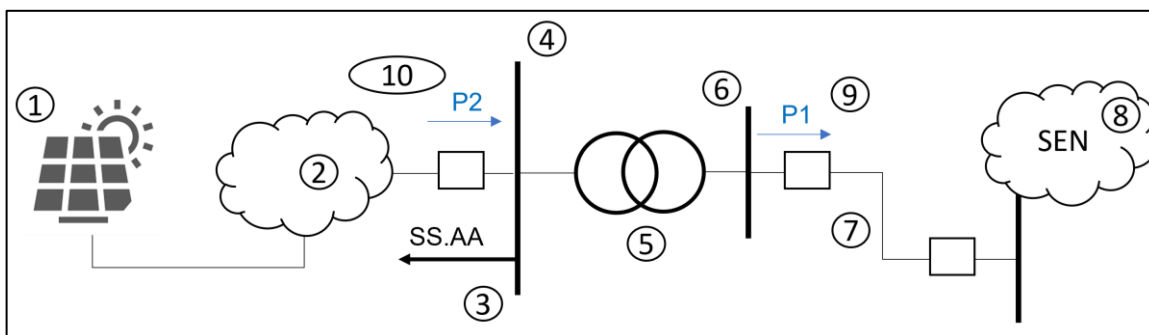 ④
10
⑥
⑨
⑧
①
P2
P1
SEN
②
SS.AA
⑤
⑦
③